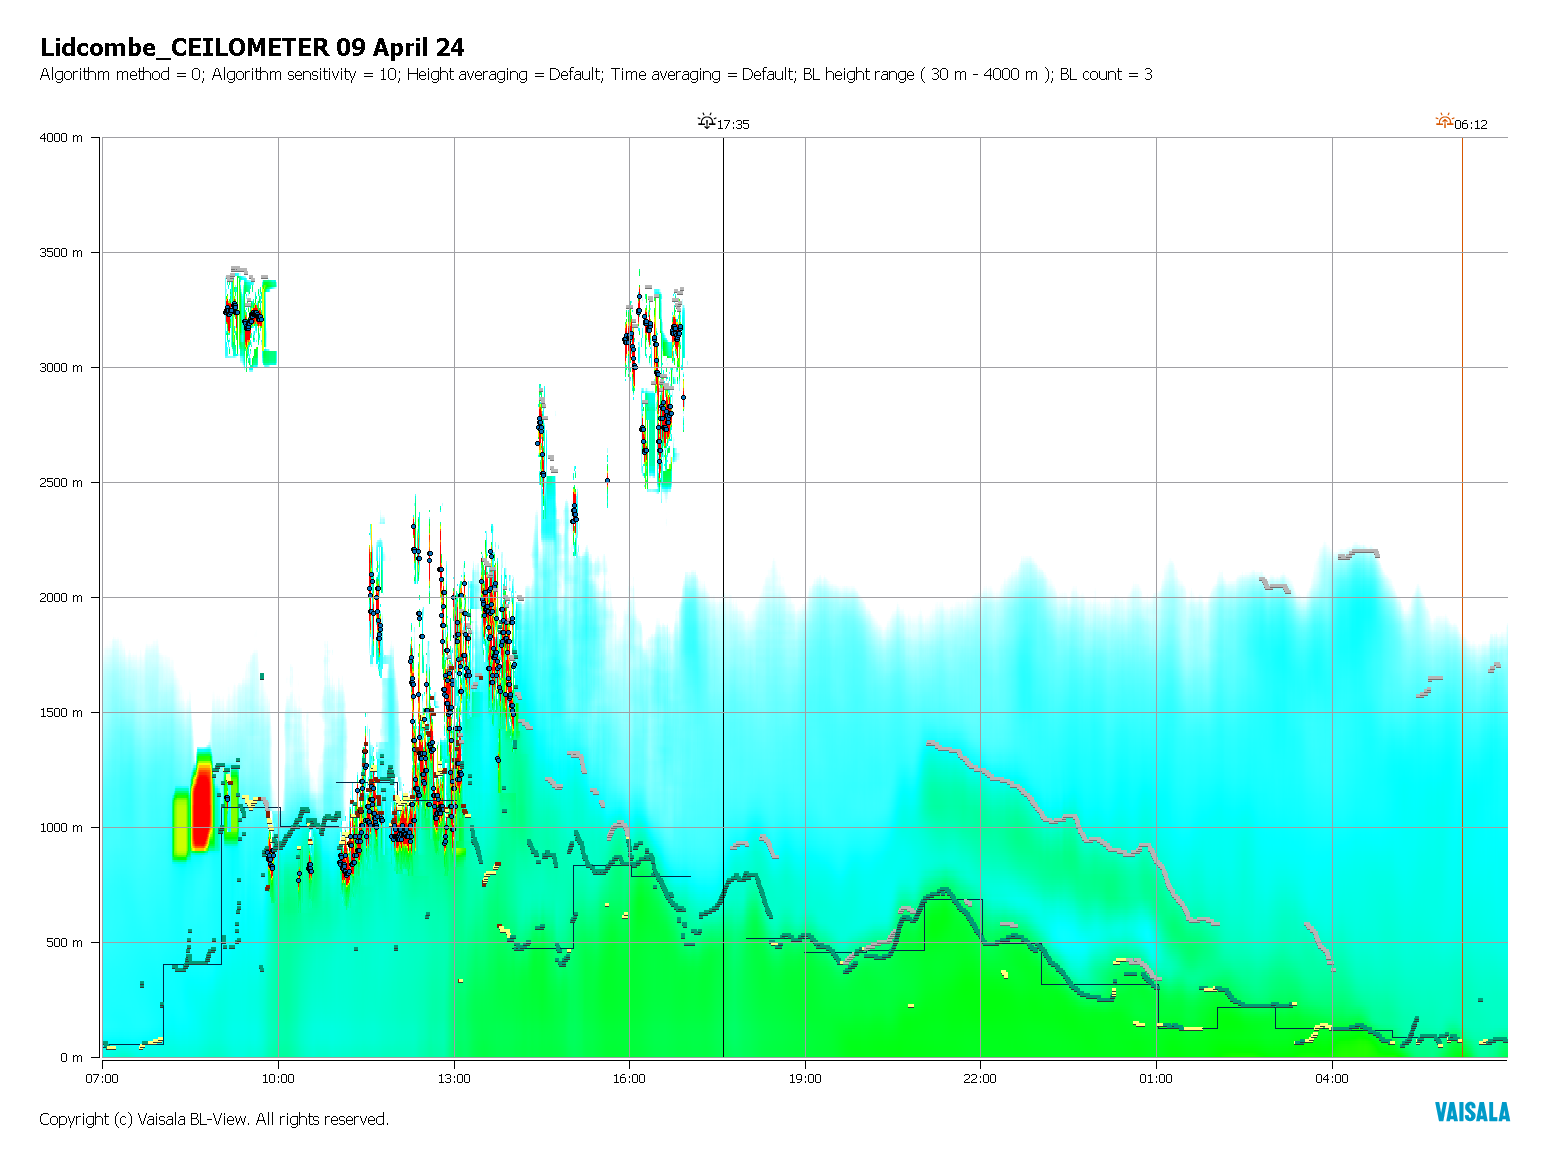 Lidcombe_CEILOMETER 09 April 24
Algorithm method = 0; Algorithm sensitivity = 10; Height averaging = Default; Time averaging = Default; BL height range ( 30 m - 4000 m ); BL count = 3
17:35
06:12
4000 m
3500 m
3000 m
2500 m
2000 m
1500 m
1000 m
500 m
0 m
07:00
10:00
13:00
16:00
19:00
22:00
01:00
04:00
Copyright (c) Vaisala BL-View. All rights reserved.
VAISALA